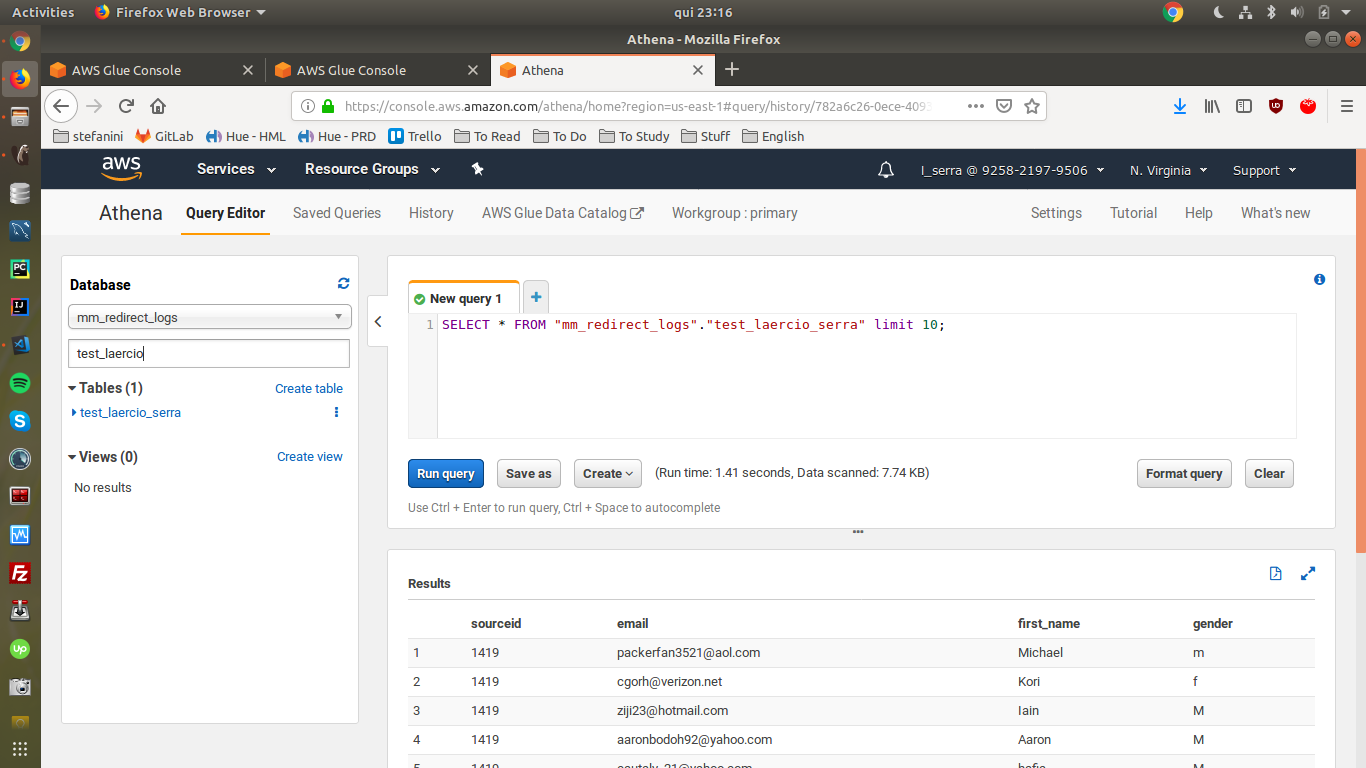 Activities Firefox Web Browser qui 23:16
Athena - Mozilla Firefox
AWS Glue Console AWS Glue Console Athena
https://console.aws.amazon.com/athena/home?region=us-east-1#query/history/782a6c26-0ece-4093
stefanini GitLab Hue - HML Hue - PRD Trello To Read To Do To Study Stuff English
aws Services Resource Groups l_serra @ 9258-2197-9506 N. Virginia Support
Athena Query Editor Saved Queries History AWS Glue Data Catalog Workgroup : primary Settings Tutorial Help What's new
Database
mm_redirect_logs
test_laercio
Tables (1) Create table
test_laercio_serra
Views (0) Create view
No results
New query 1 +
1 SELECT * FROM "mm_redirect_logs"."test_laercio_serra" limit 10;
Run query Save as Create (Run time: 1.41 seconds, Data scanned: 7.74 KB) Format query Clear
Use Ctrl + Enter to run query, Ctrl + Space to autocomplete
Results
sourceid email first_name gender
1 1419 packerfan3521@aol.com Michael m
2 1419 cgorh@verizon.net Kori f
3 1419 ziji23@hotmail.com Iain M
4 1419 aaronbodoh92@yahoo.com Aaron M
5 1419 M